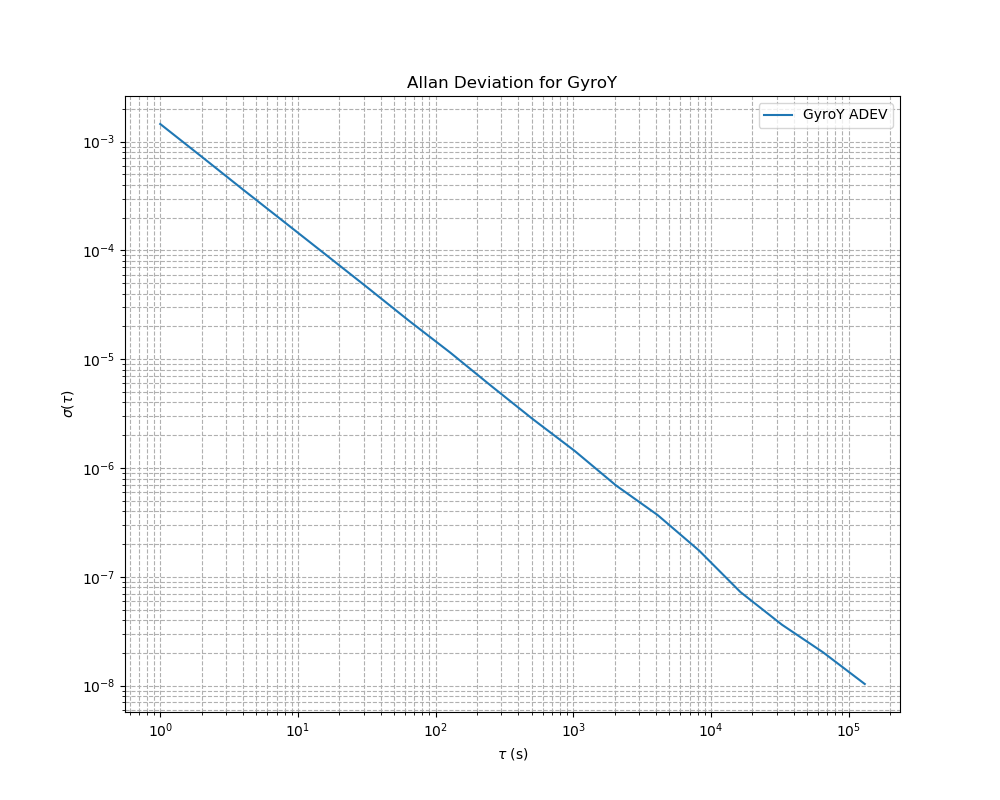 Allan Deviation for GyroY
GyroY ADEV
10⁻³
10⁻⁴
10⁻⁵
10⁻⁶
10⁻⁷
10⁻⁸
σ(τ)
10⁰ 10¹ 10² 10³ 10⁴ 10⁵
τ (s)